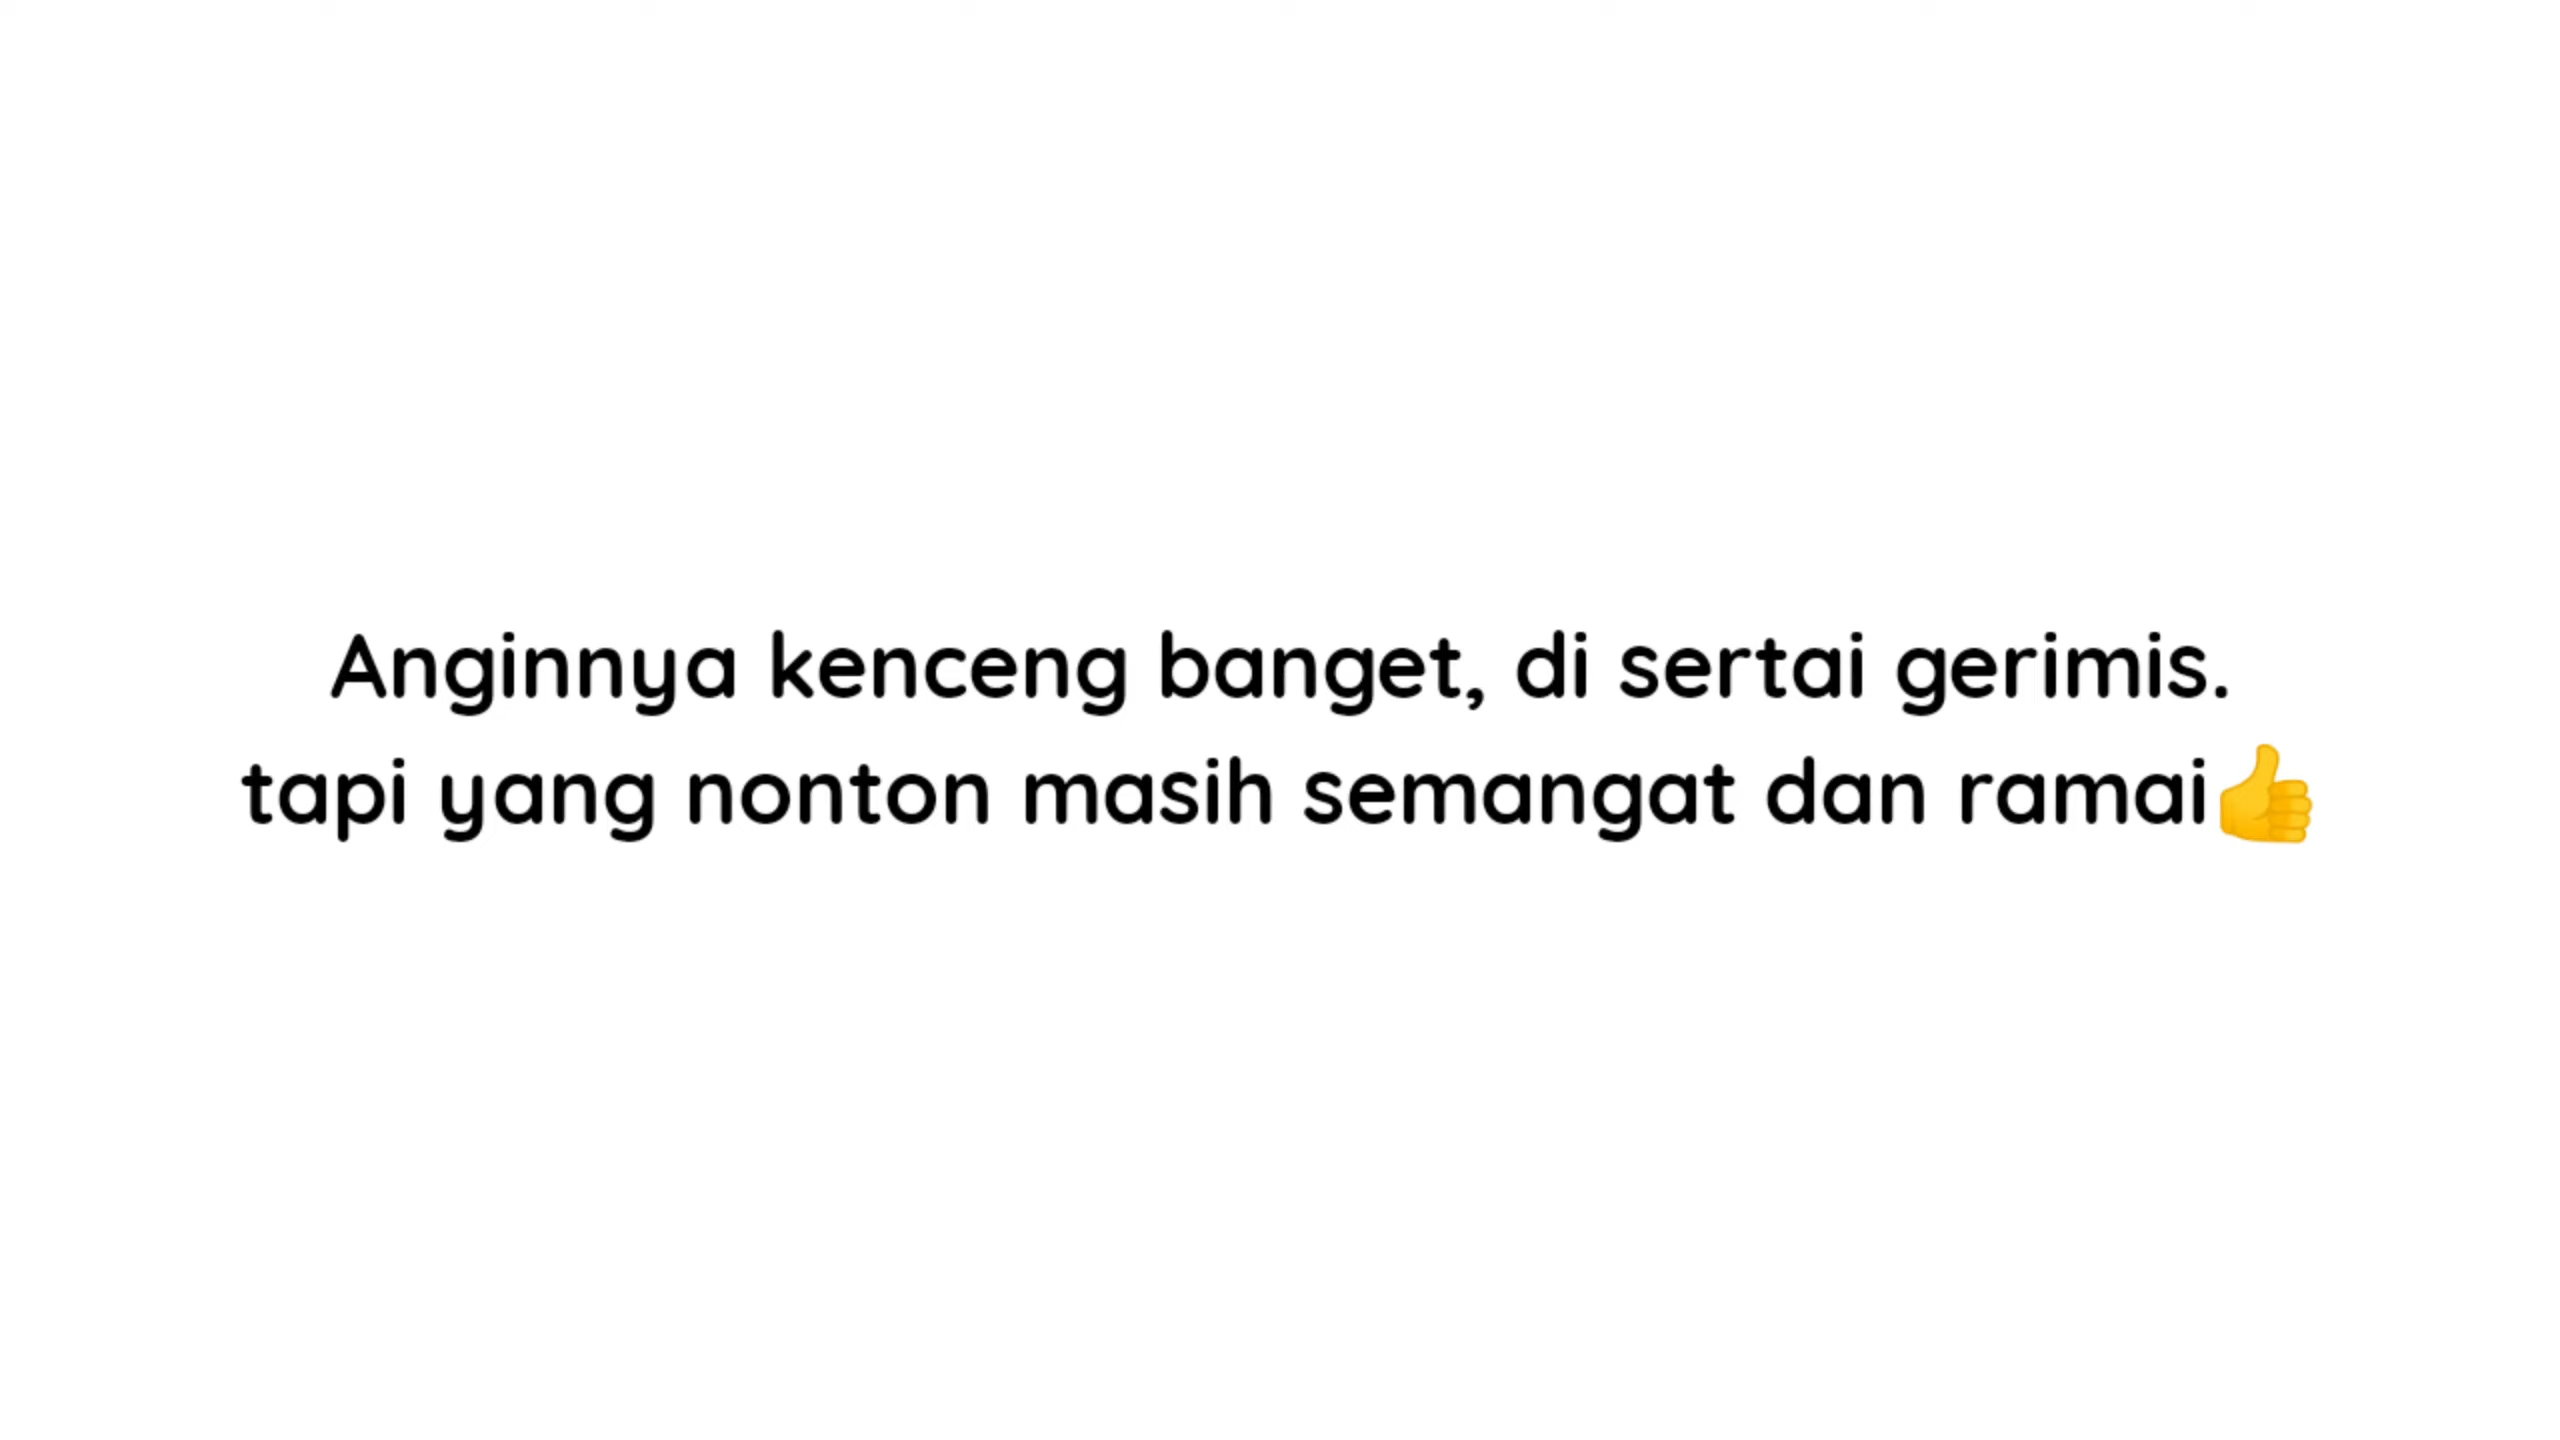 Anginnya kenceng banget, di sertai gerimis.
tapi yang nonton masih semangat dan ramai👍